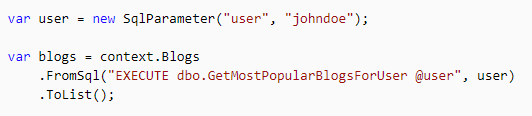 var user = new SqlParameter("user", "johndoe");
var blogs = context.Blogs
.FromSql("EXECUTE dbo.GetMostPopularBlogsForUser @user", user)
.ToList();